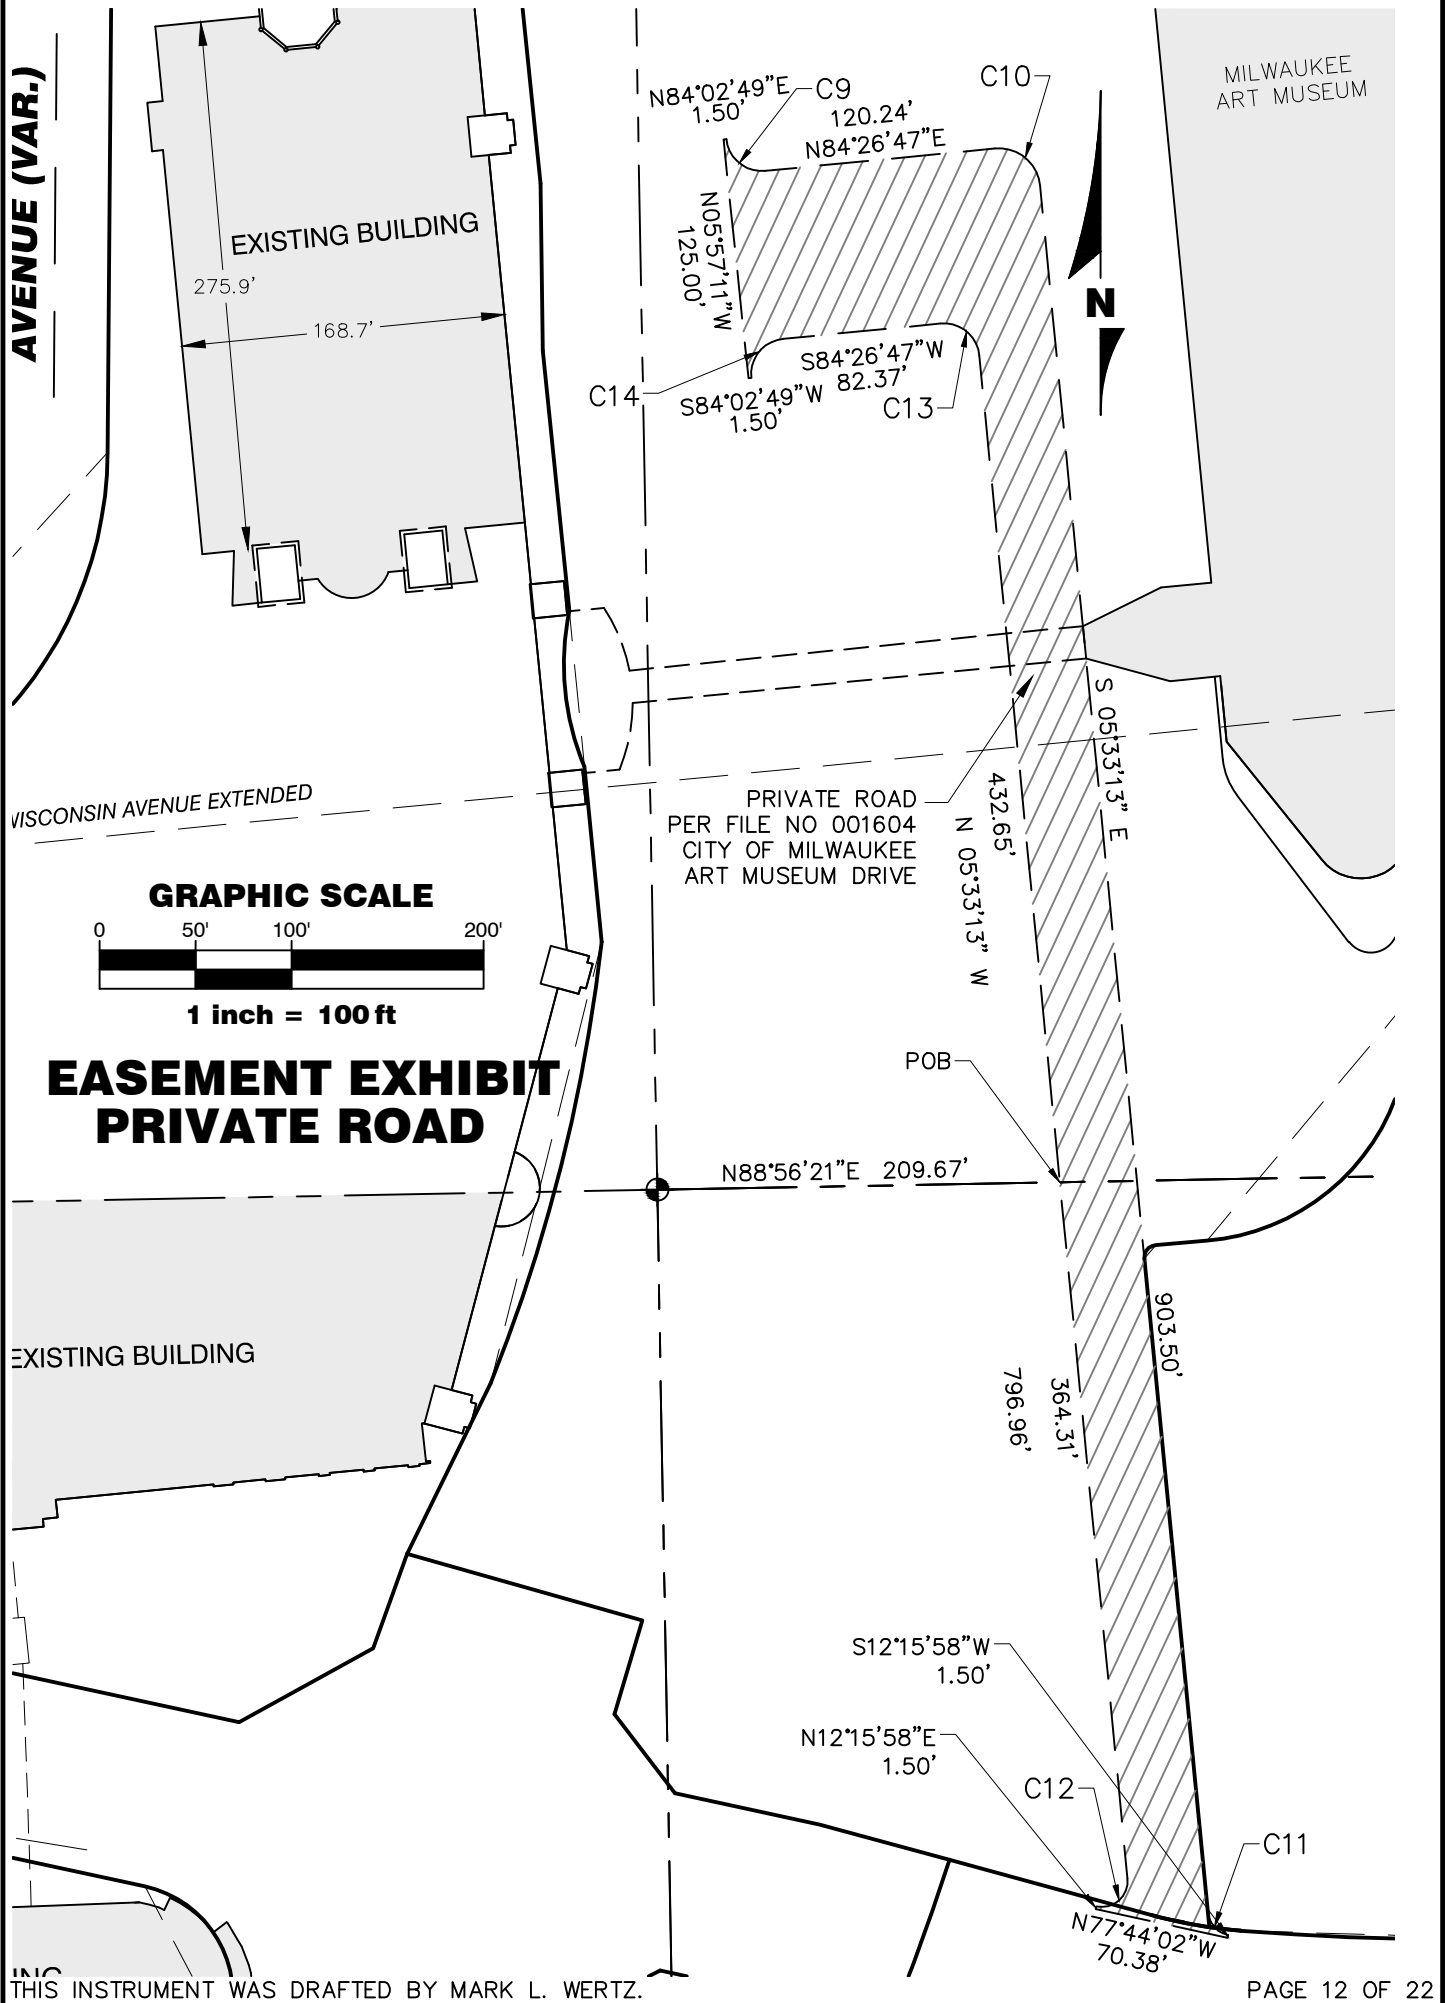 AVENUE (VAR.)
MILWAUKEE
ART MUSEUM
N84°02'49"E
1.50'
C9
120.24'
N84°26'47"E
C10
N05°57'11"W
125.00'
EXISTING BUILDING
275.9'
168.7'
N
C14
S84°26'47"W
82.37'
S84°02'49"W
1.50'
C13
S 05°33'13" E
432.65'
N 05°33'13" W
WISCONSIN AVENUE EXTENDED
PRIVATE ROAD
PER FILE NO 001604
CITY OF MILWAUKEE
ART MUSEUM DRIVE
GRAPHIC SCALE
0 50' 100' 200'
1 inch = 100 ft
EASEMENT EXHIBIT
PRIVATE ROAD
POB
N88°56'21"E 209.67'
903.50'
EXISTING BUILDING
796.96'
364.31'
S12°15'58"W
1.50'
N12°15'58"E
1.50'
C12
C11
N77°44'02"W
70.38'
THIS INSTRUMENT WAS DRAFTED BY MARK L. WERTZ.
PAGE 12 OF 22